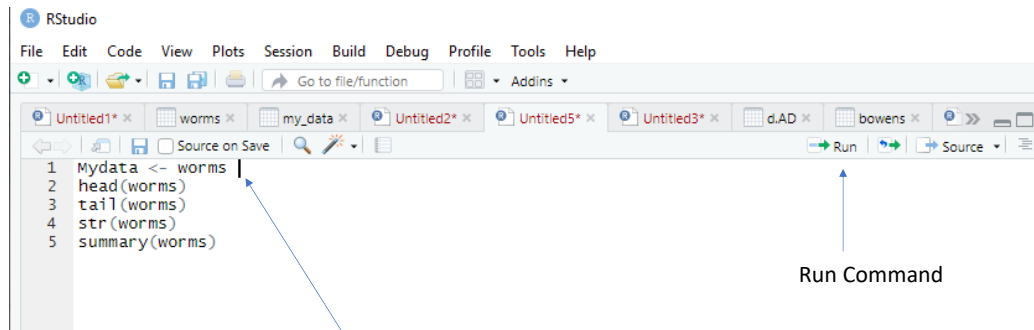 RStudio
File Edit Code View Plots Session Build Debug Profile Tools Help
Go to file/function Addins
Untitled1* worms my_data Untitled2* Untitled5* Untitled3* d.AD bowens
Source on Save Run Source
1 Mydata <- worms
2 head(worms)
3 tail(worms)
4 str(worms)
5 summary(worms)
Run Command